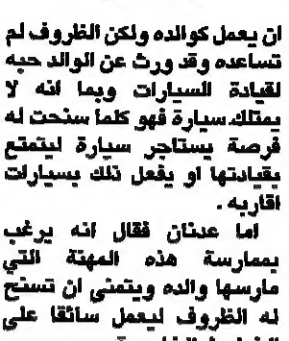 ان يعمل كوالده ولكن الظروف لم
تساعده وقد ورث عن الوالد حبه
لقيادة السيارات وبما انه لا
يمتلك سيارة فهو كلما سنحت له
فرصة يستاجر سيارة ليتمتع
بقيادتها او يفعل ذلك بسيارات
اقاربه .
اما عدنان فقال انه يرغب
بممارسة هذه المهنة التي
مارسها والده ويتمنى ان تسنح
له الظروف ليعمل سائقا على